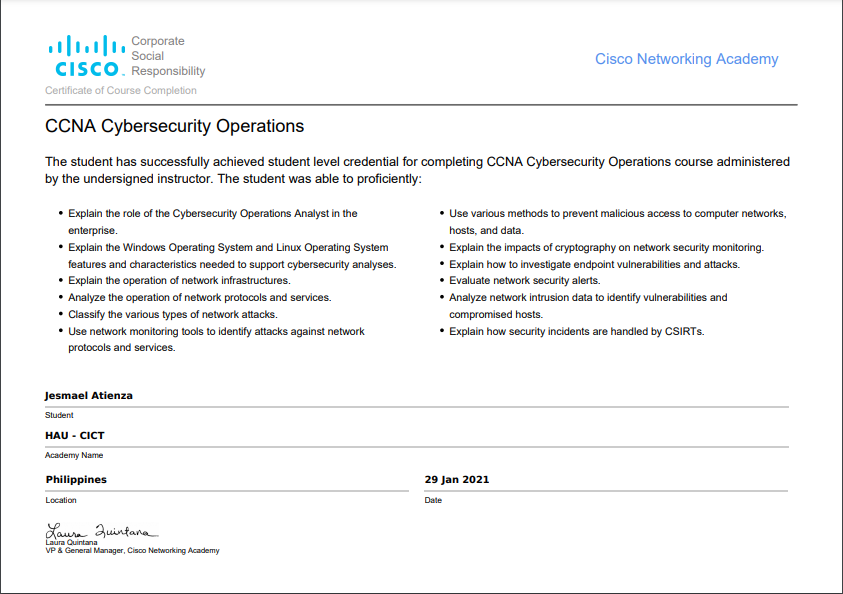 Corporate
Social
Responsibility
CISCO
Certificate of Course Completion
Cisco Networking Academy
CCNA Cybersecurity Operations
The student has successfully achieved student level credential for completing CCNA Cybersecurity Operations course administered
by the undersigned instructor. The student was able to proficiently:
• Explain the role of the Cybersecurity Operations Analyst in the
enterprise.
• Explain the Windows Operating System and Linux Operating System
features and characteristics needed to support cybersecurity analyses.
• Explain the operation of network infrastructures.
• Analyze the operation of network protocols and services.
• Classify the various types of network attacks.
• Use network monitoring tools to identify attacks against network
protocols and services.
• Use various methods to prevent malicious access to computer networks,
hosts, and data.
• Explain the impacts of cryptography on network security monitoring.
• Explain how to investigate endpoint vulnerabilities and attacks.
• Evaluate network security alerts.
• Analyze network intrusion data to identify vulnerabilities and
compromised hosts.
• Explain how security incidents are handled by CSIRTs.
Jesmael Atienza
Student
HAU - CICT
Academy Name
Philippines
Location
29 Jan 2021
Date
Laura Quintana
Laura Quintana
VP & General Manager, Cisco Networking Academy